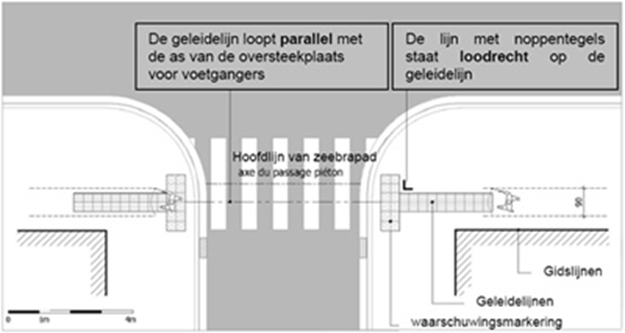 De geleidelijn loopt parallel met
de as van de oversteekplaats
voor voetgangers
De lijn met noppentegels
staat loodrecht op de
geleidelijn
Hoofdlijn van zeebrapad
axe du passage piéton
90
Gidslijnen
Geleidelijnen
waarschuwingsmarkering
0 2m 4m